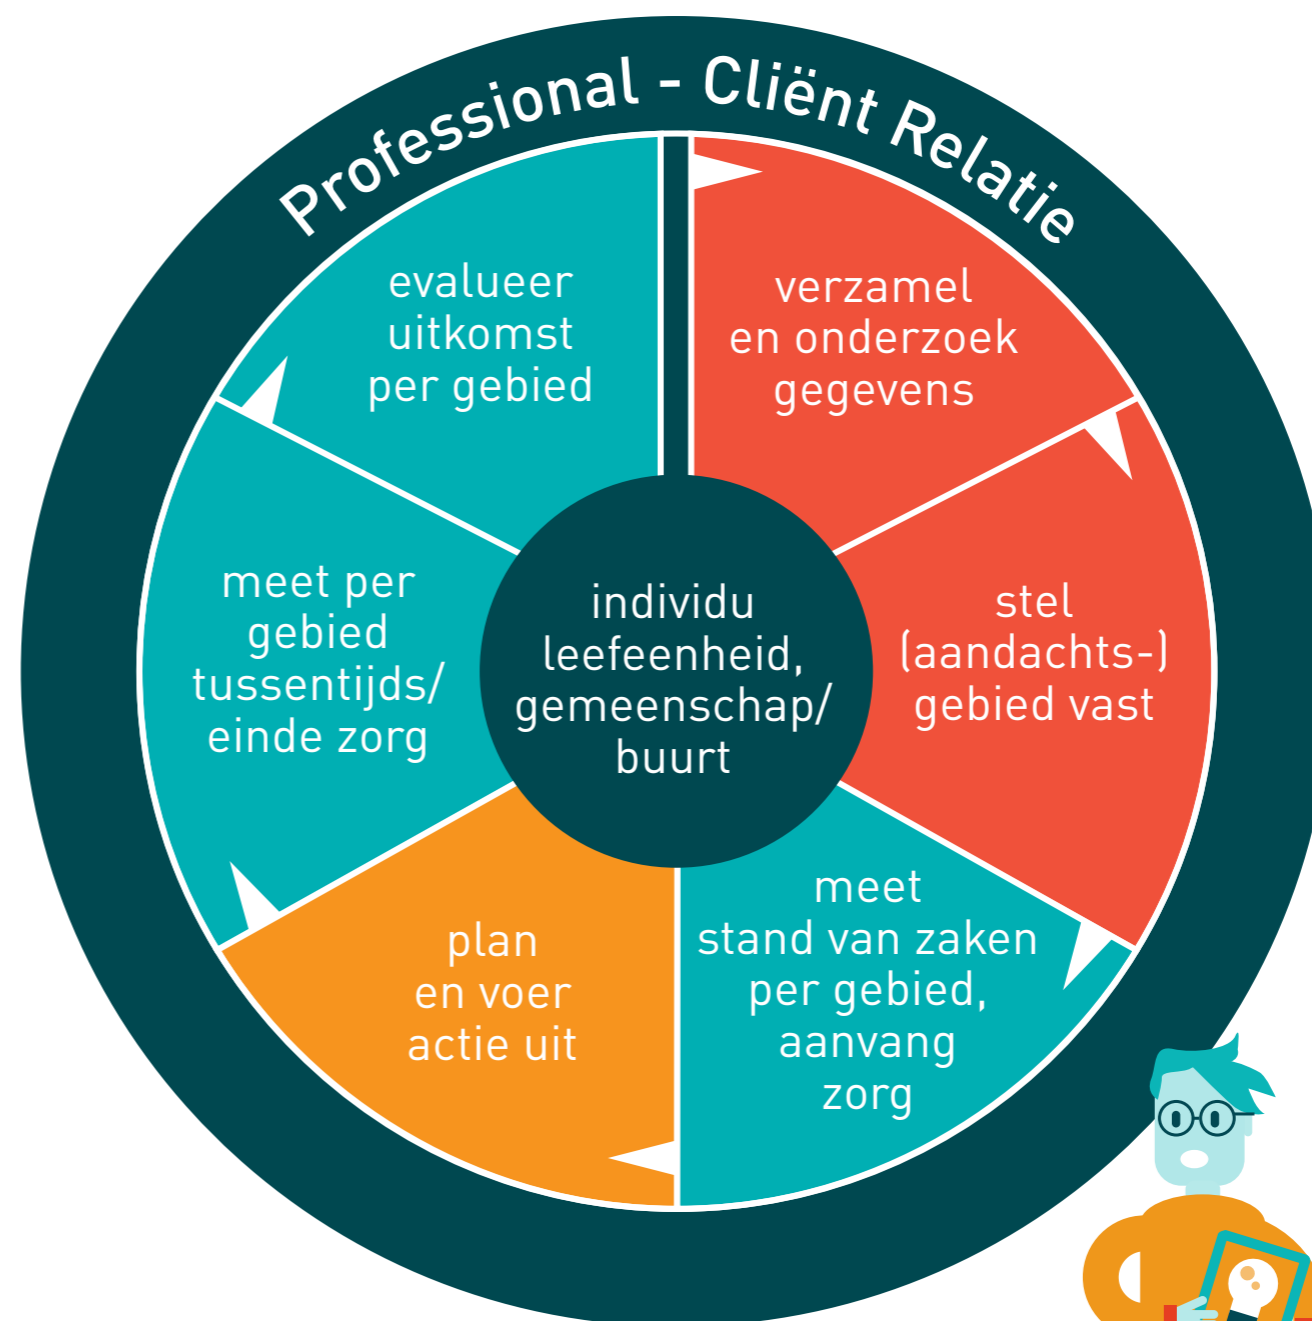 Professional - Cliënt Relatie
verzamel
en onderzoek
gegevens
stel
(aandachts-)
gebied vast
meet
stand van zaken
per gebied,
aanvang
zorg
plan
en voer
actie uit
meet per
gebied
tussentijds/
einde zorg
evalueer
uitkomst
per gebied
individu
leefeenheid,
gemeenschap/
buurt